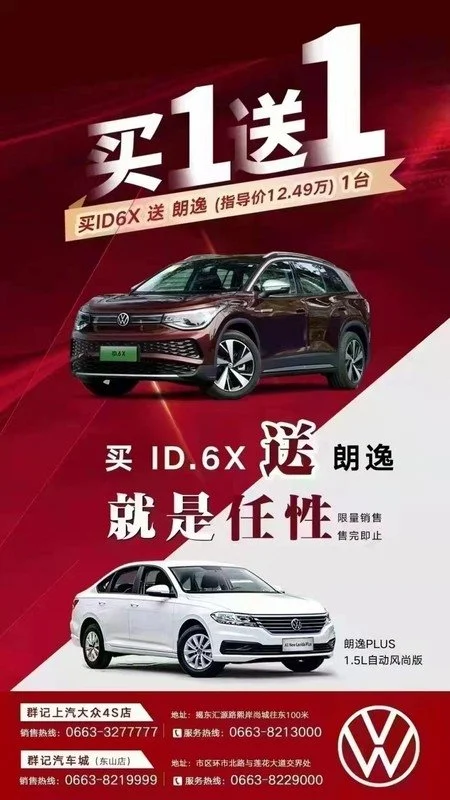 买1送1
买ID6X 送 朗逸 (指导价12.49万) 1台
ID.6X
买 ID.6X 送 朗逸
就是任性
限量销售
售完即止
All New Lavida Plus
朗逸PLUS
1.5L自动风尚版
群记上汽大众4S店
地址：揭东汇源路熙岸尚城往东100米
销售热线：0663-3277777
服务热线：0663-8213000
群记汽车城（东山店）
地址：市区环市北路与莲花大道交界处
销售热线：0663-8219999
服务热线：0663-8229000